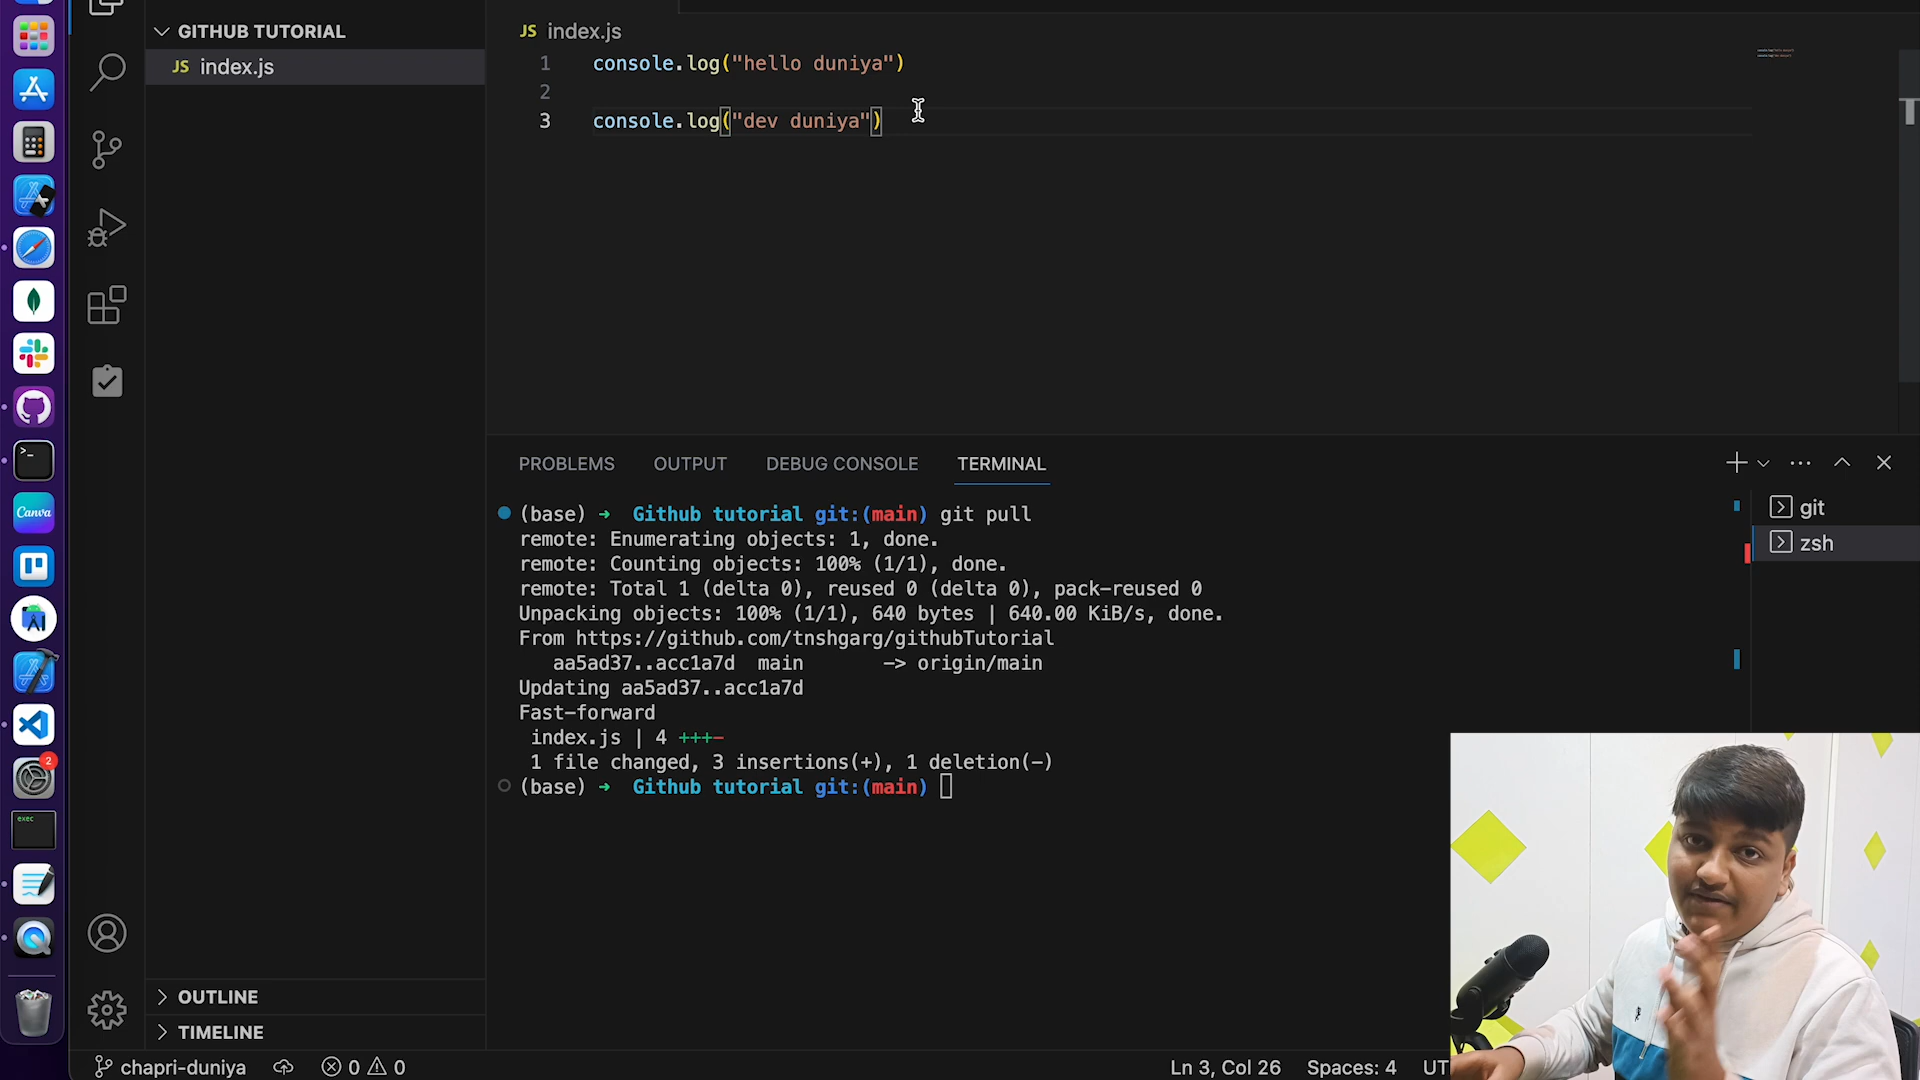 GITHUB TUTORIAL
JS index.js
JS index.js
1 console.log("hello duniya")
2
3 console.log("dev duniya")
PROBLEMS OUTPUT DEBUG CONSOLE TERMINAL
(base) ➜ Github tutorial git:(main) git pull
remote: Enumerating objects: 1, done.
remote: Counting objects: 100% (1/1), done.
remote: Total 1 (delta 0), reused 0 (delta 0), pack-reused 0
Unpacking objects: 100% (1/1), 640 bytes | 640.00 KiB/s, done.
From https://github.com/tnshgarg/githubTutorial
aa5ad37..acc1a7d main -> origin/main
Updating aa5ad37..acc1a7d
Fast-forward
index.js | 4 +++-
1 file changed, 3 insertions(+), 1 deletion(-)
(base) ➜ Github tutorial git:(main)
git
zsh
Canva
2
exec
OUTLINE
TIMELINE
chapri-duniya 0 0
Ln 3, Col 26 Spaces: 4 UT